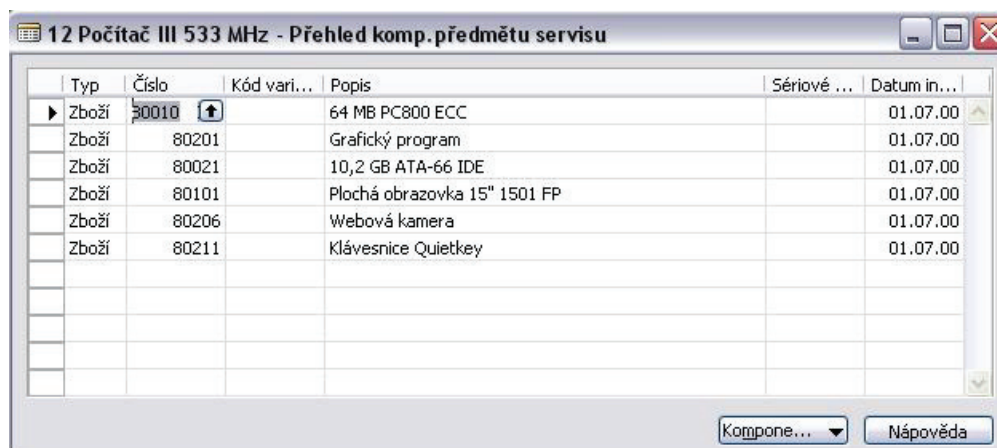 12 Počítač III 533 MHz - Přehled komp.předmětu servisu
Typ Číslo Kód vari... Popis Sériové ... Datum in...
Zboží 80010 64 MB PC800 ECC 01.07.00
Zboží 80201 Grafický program 01.07.00
Zboží 80021 10,2 GB ATA-66 IDE 01.07.00
Zboží 80101 Plochá obrazovka 15" 1501 FP 01.07.00
Zboží 80206 Webová kamera 01.07.00
Zboží 80211 Klávesnice Quietkey 01.07.00
Kompone... Nápověda